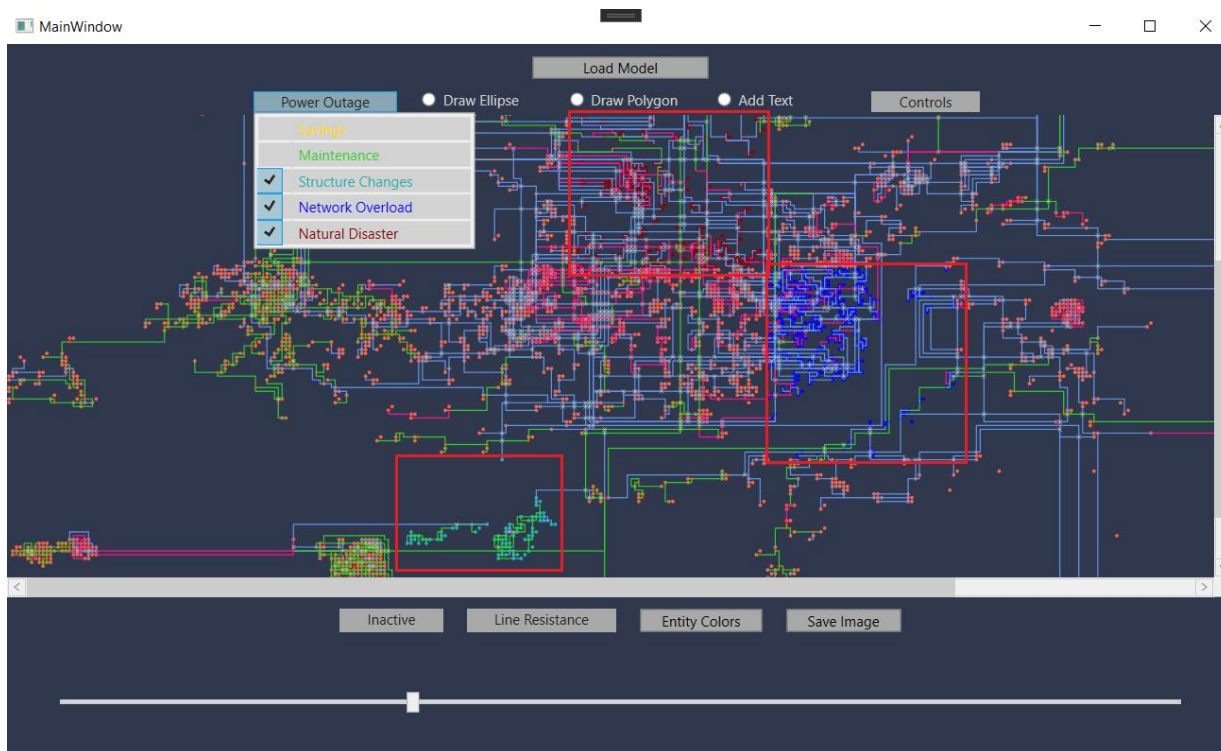 MainWindow
Load Model
Power Outage
Draw Ellipse
Draw Polygon
Add Text
Controls
Savings
Maintenance
Structure Changes
Network Overload
Natural Disaster
Inactive
Line Resistance
Entity Colors
Save Image